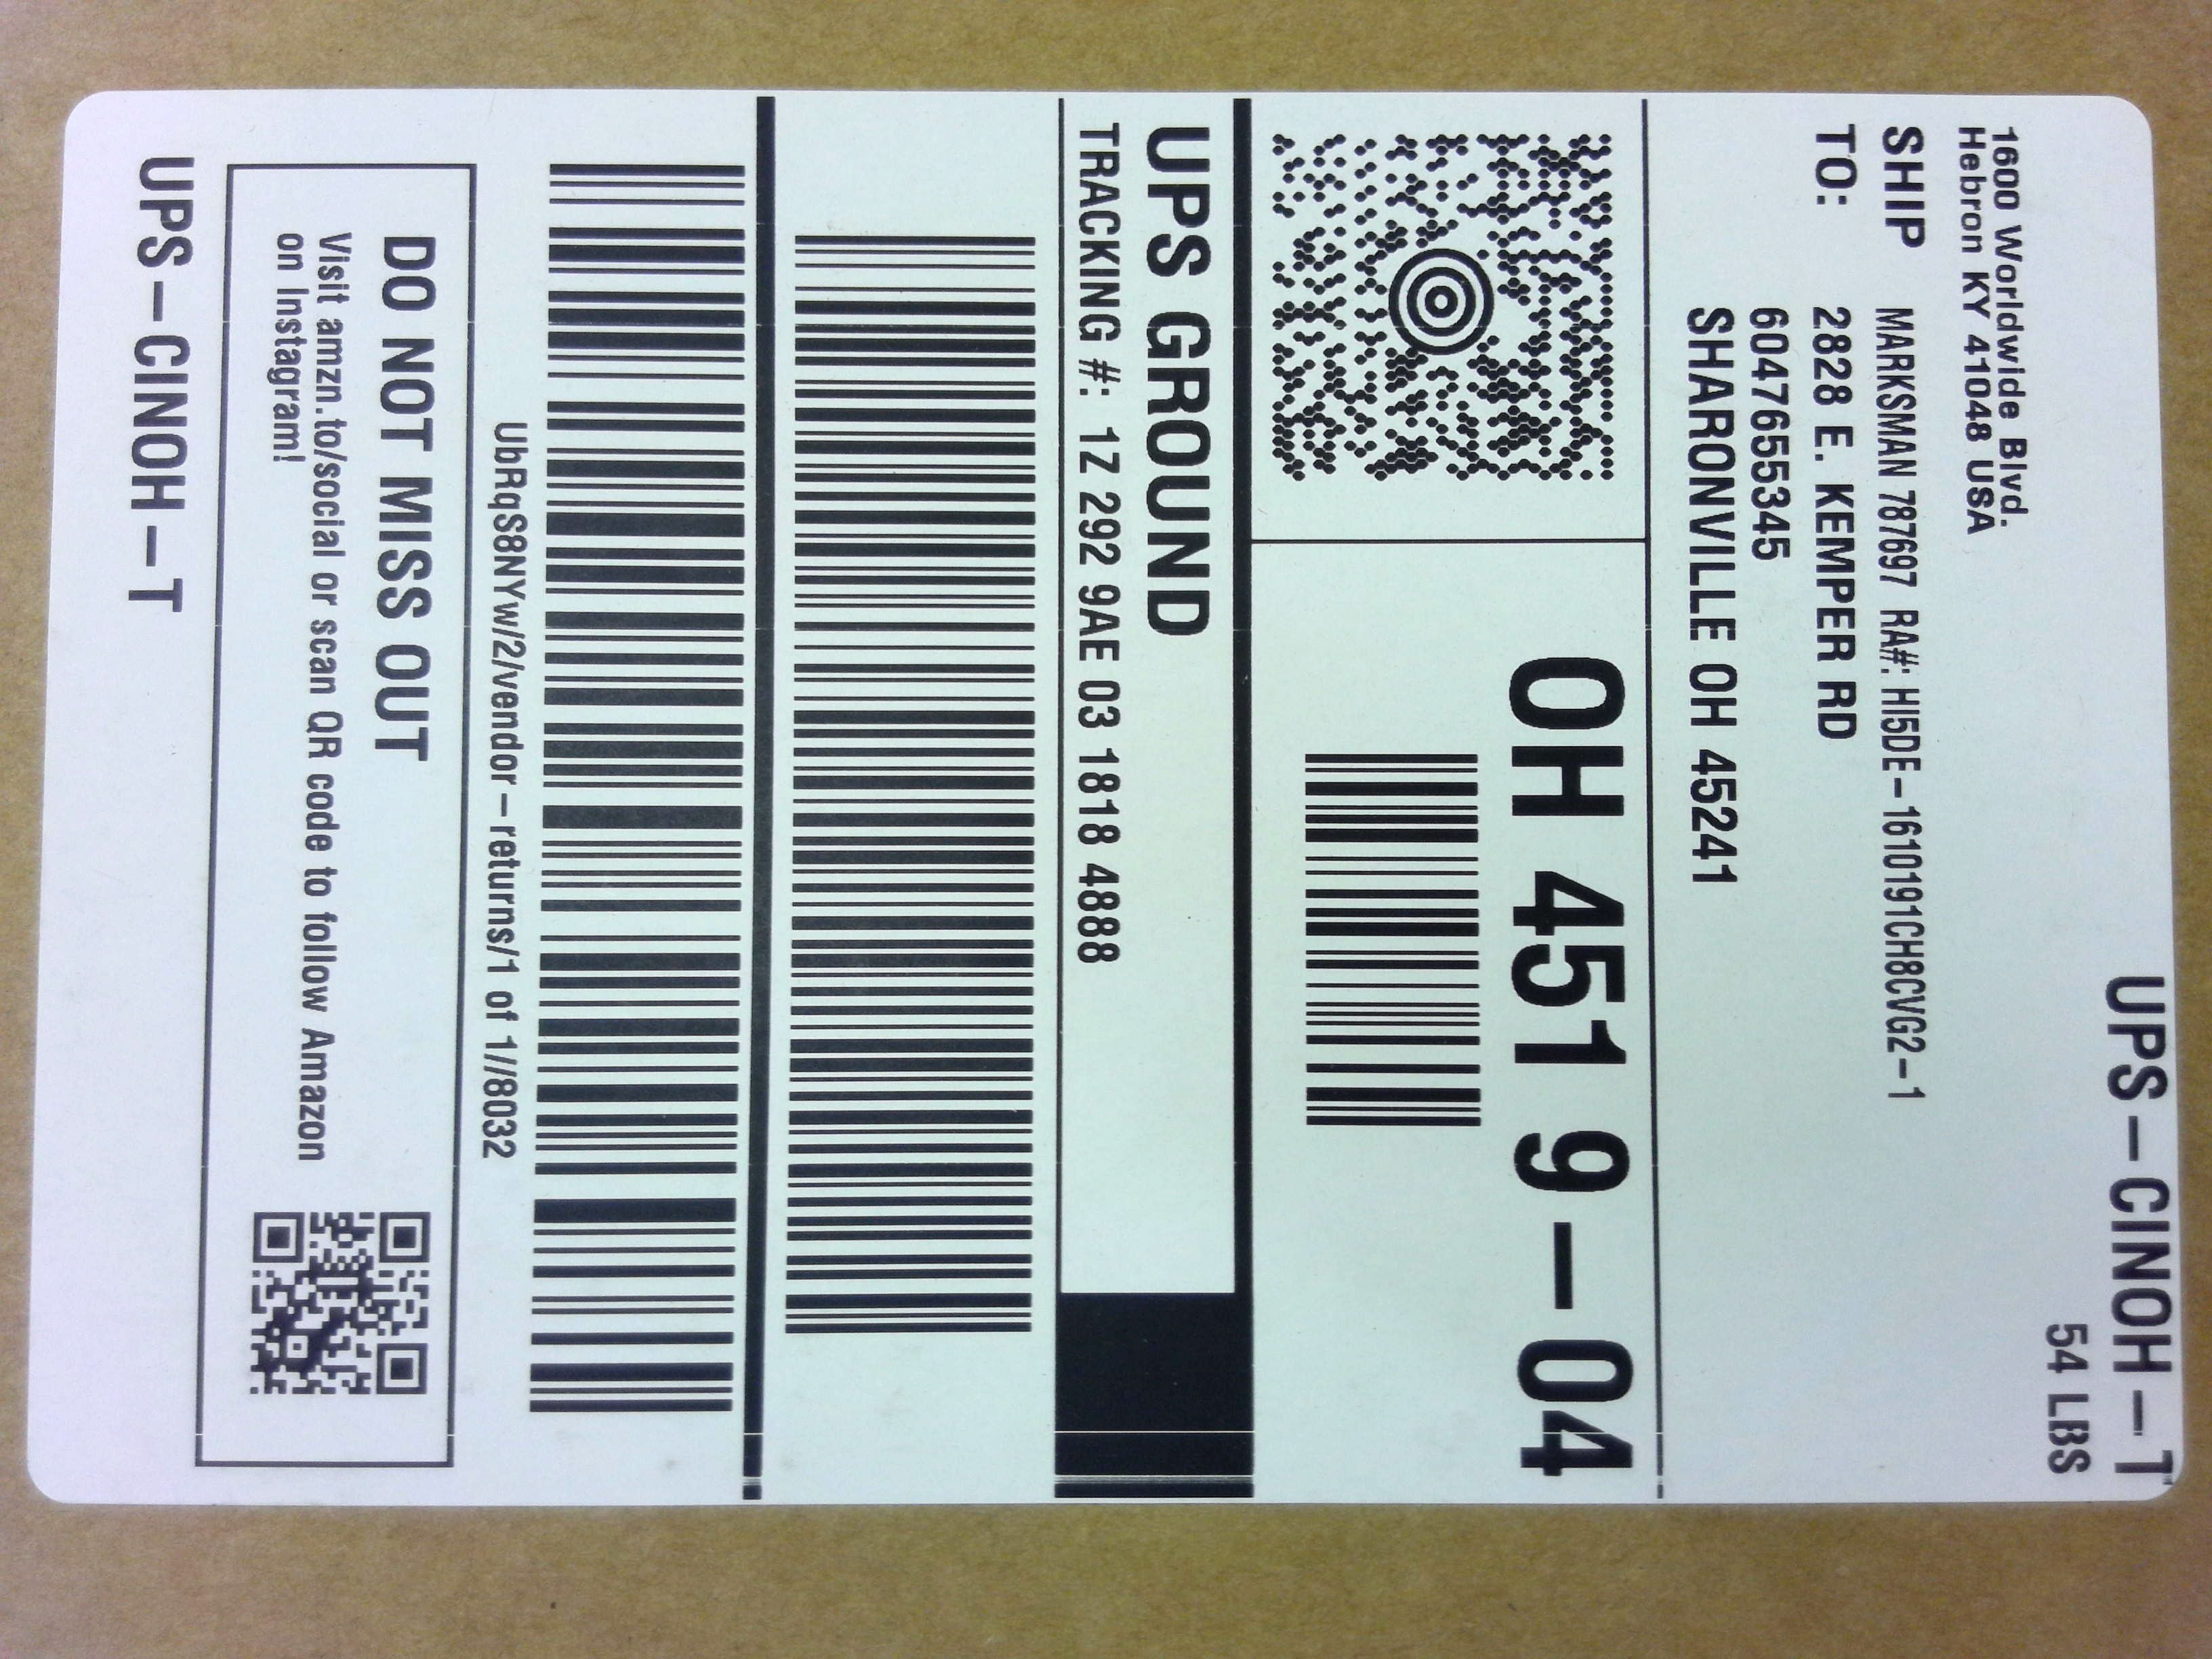 UPS-CINOH-T
54 LBS
1600 Worldwide Blvd.
Hebron KY 41048 USA
SHIP
TO:
MARKSMAN 787697 RA#: HI5DE-1610191CH8CVG2-1
2828 E. KEMPER RD
6047655345
SHARONVILLE OH 45241
OH 451 9-04
UPS GROUND
TRACKING #: 1Z 292 9AE 03 1818 4888
UbRqS8NYw/2/vendor-returns/1 of 1//8032
DO NOT MISS OUT
Visit amzn.to/social or scan QR code to follow Amazon
on Instagram!
UPS-CINOH-T